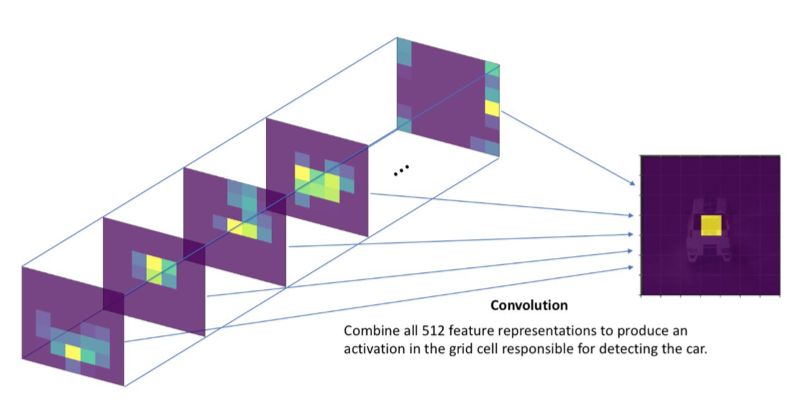 ...
Convolution
Combine all 512 feature representations to produce an
activation in the grid cell responsible for detecting the car.